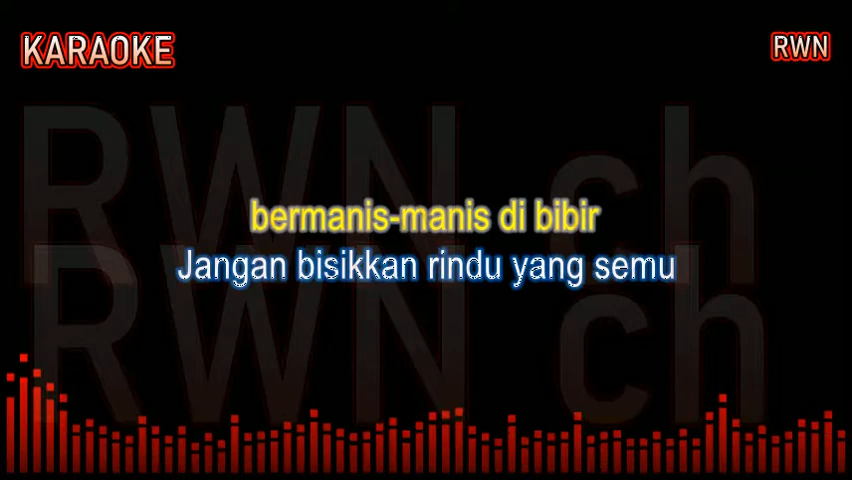 KARAOKE
RWN
RWN ch
bermanis-manis di bibir
Jangan bisikkan rindu yang semu
RWN ch